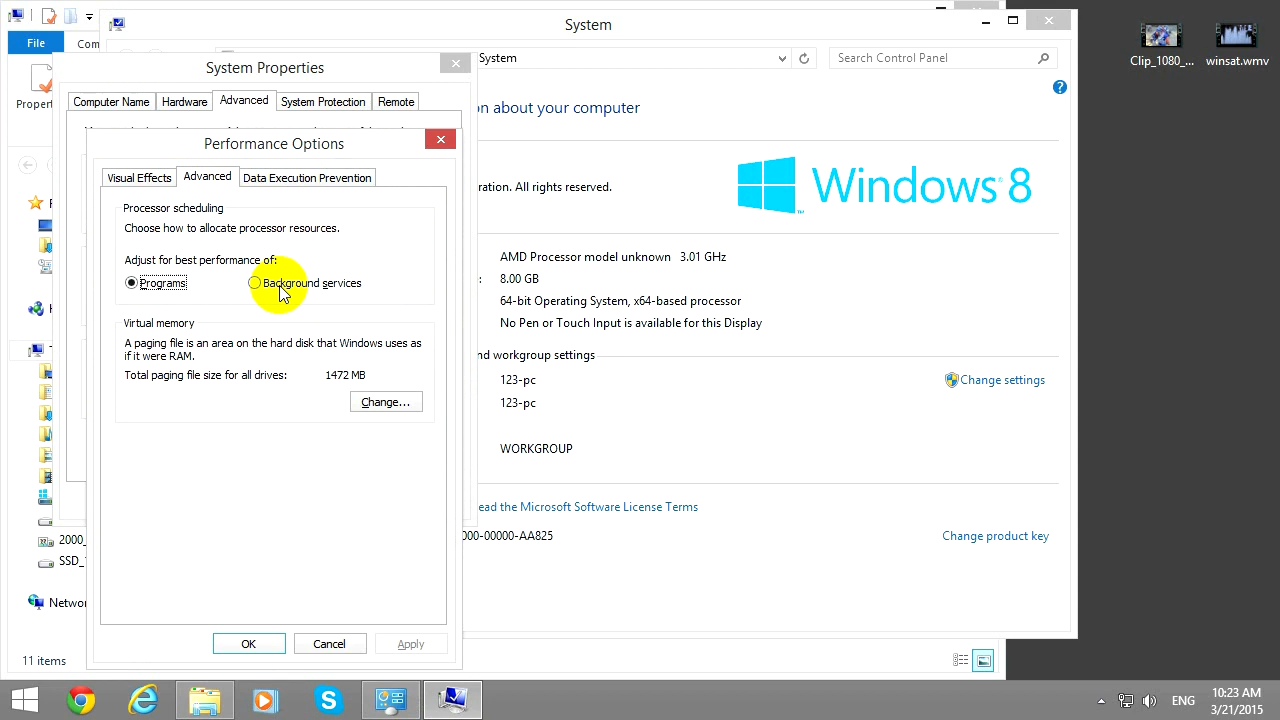 System
File
Com
System
Search Control Panel
Clip_1080_...
winsat.wmv
System Properties
Propert
Computer Name
Hardware
Advanced
System Protection
Remote
n about your computer
Performance Options
Visual Effects
Advanced
Data Execution Prevention
ration. All rights reserved.
Windows 8
Processor scheduling
Choose how to allocate processor resources.
Adjust for best performance of:
Programs
Background services
AMD Processor model unknown 3.01 GHz
8.00 GB
64-bit Operating System, x64-based processor
No Pen or Touch Input is available for this Display
Virtual memory
A paging file is an area on the hard disk that Windows uses as
if it were RAM.
Total paging file size for all drives: 1472 MB
Change...
nd workgroup settings
123-pc
Change settings
123-pc
WORKGROUP
ead the Microsoft Software License Terms
000-00000-AA825
Change product key
2000_
SSD_
Networ
OK
Cancel
Apply
11 items
ENG
10:23 AM
3/21/2015